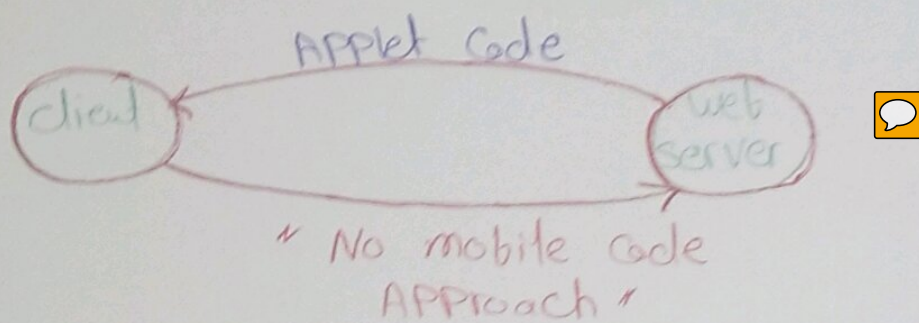 Applet Code
client
web
server
" No mobile Code
Approach "